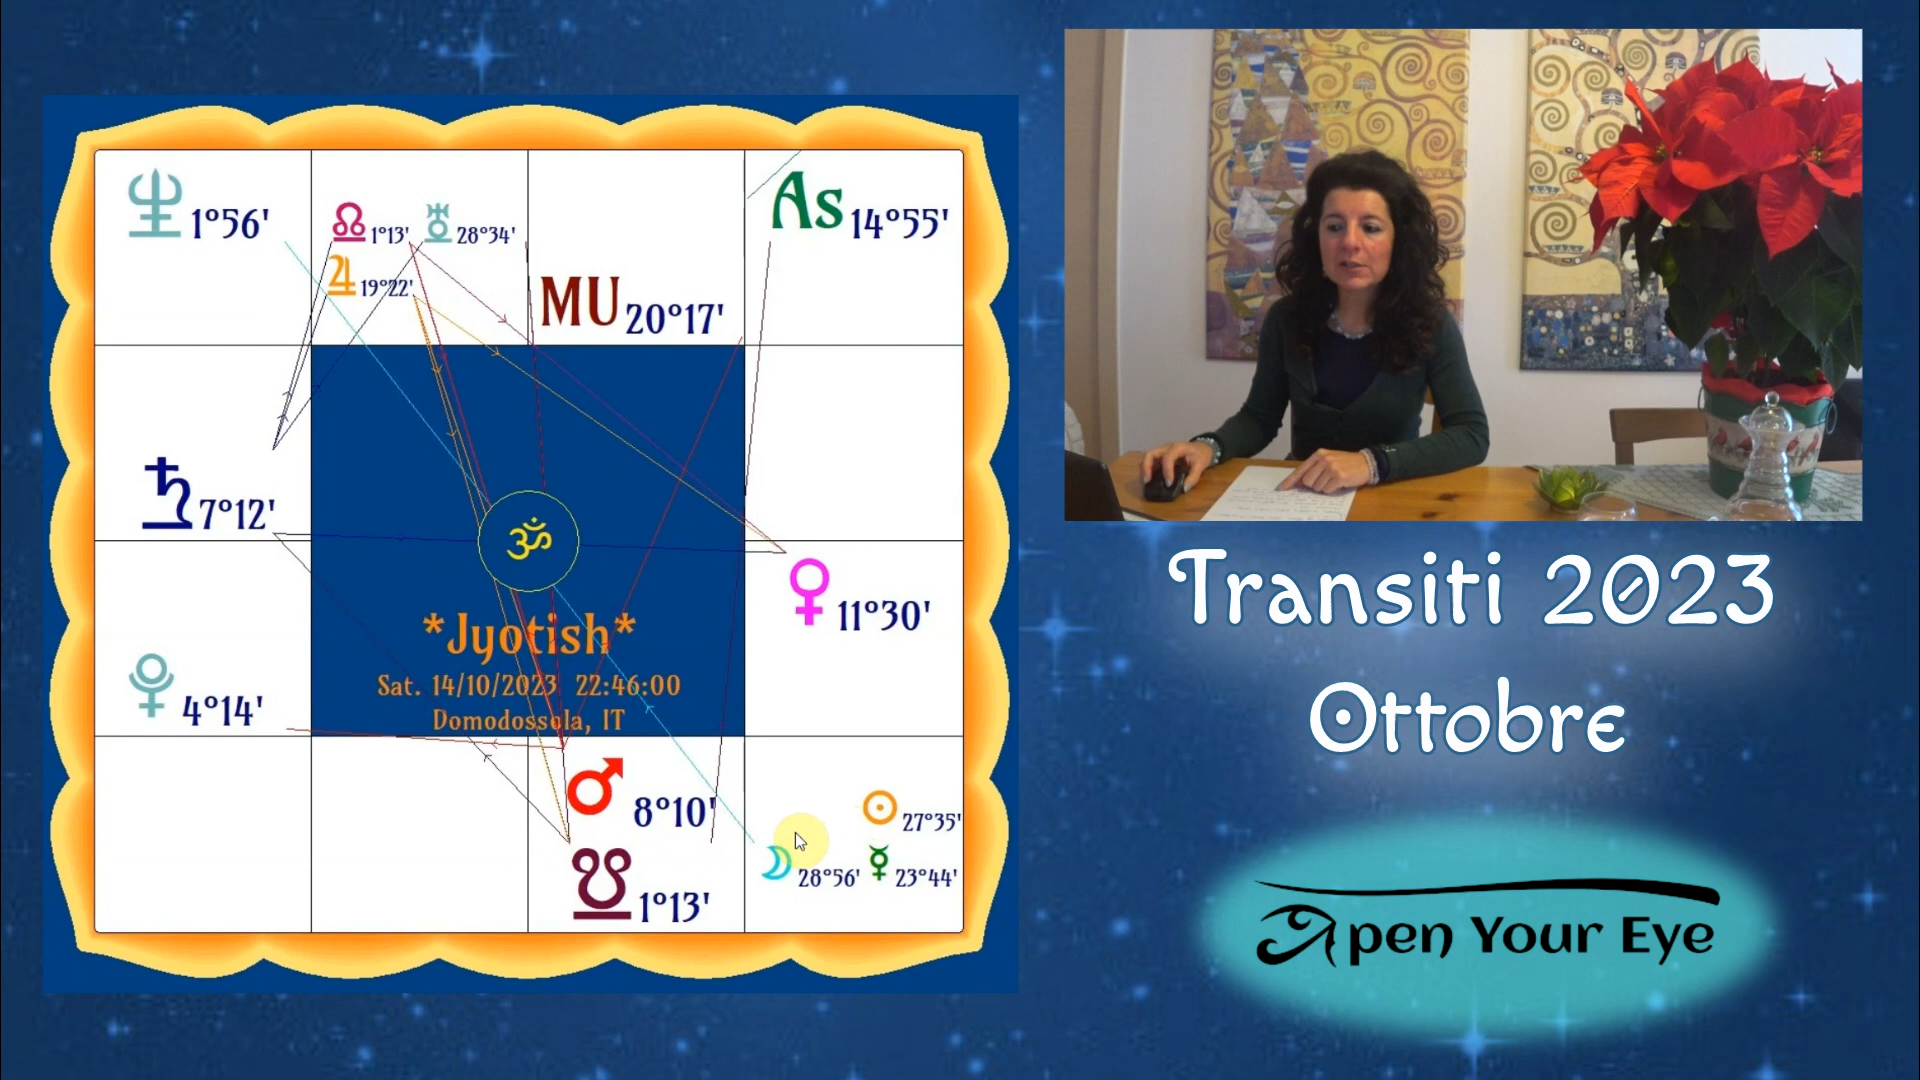 1°56'
1°13' 28°34'
19°22'
MU 20°17'
As 14°55'
7°12'
ॐ
11°30'
*Jyotish*
Sat. 14/10/2023 22:46:00
Domodossola, IT
4°14'
8°10'
1°13'
27°35'
28°56' 23°44'
Transiti 2023
Ottobre
Open Your Eye